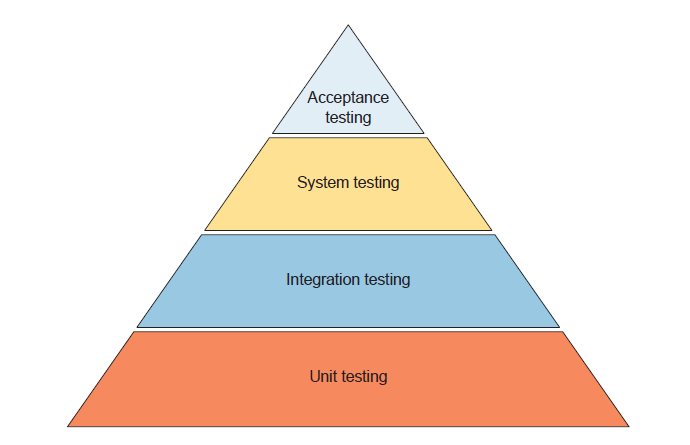 Acceptance
testing
System testing
Integration testing
Unit testing